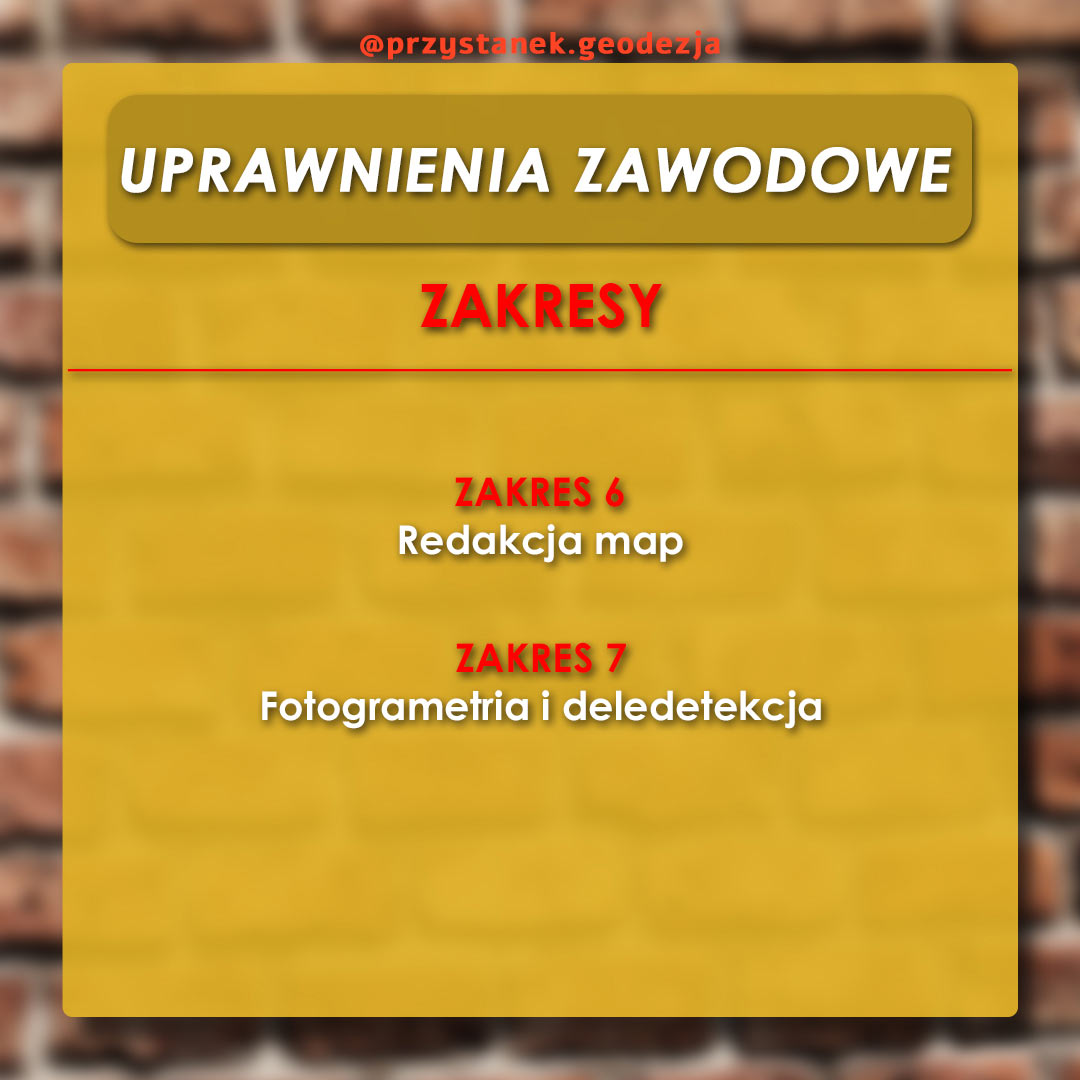 @przystanek.geodezja
UPRAWNIENIA ZAWODOWE
ZAKRESY
ZAKRES 6
Redakcja map
ZAKRES 7
Fotogrametria i deledetekcja